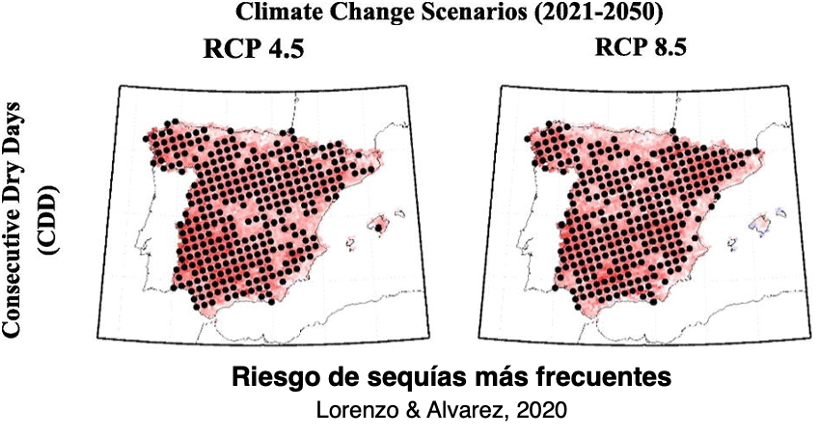 Climate Change Scenarios (2021-2050)
RCP 4.5
RCP 8.5
Consecutive Dry Days
(CDD)
Riesgo de sequías más frecuentes
Lorenzo & Alvarez, 2020